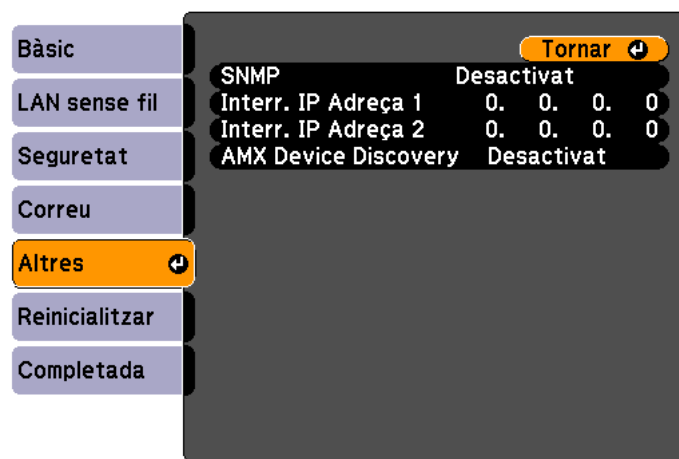 Bàsic
LAN sense fil
Seguretat
Correu
Altres
Reinicialitzar
Completada
Tornar
SNMP Desactivat
Interr. IP Adreça 1 0. 0. 0. 0
Interr. IP Adreça 2 0. 0. 0. 0
AMX Device Discovery Desactivat